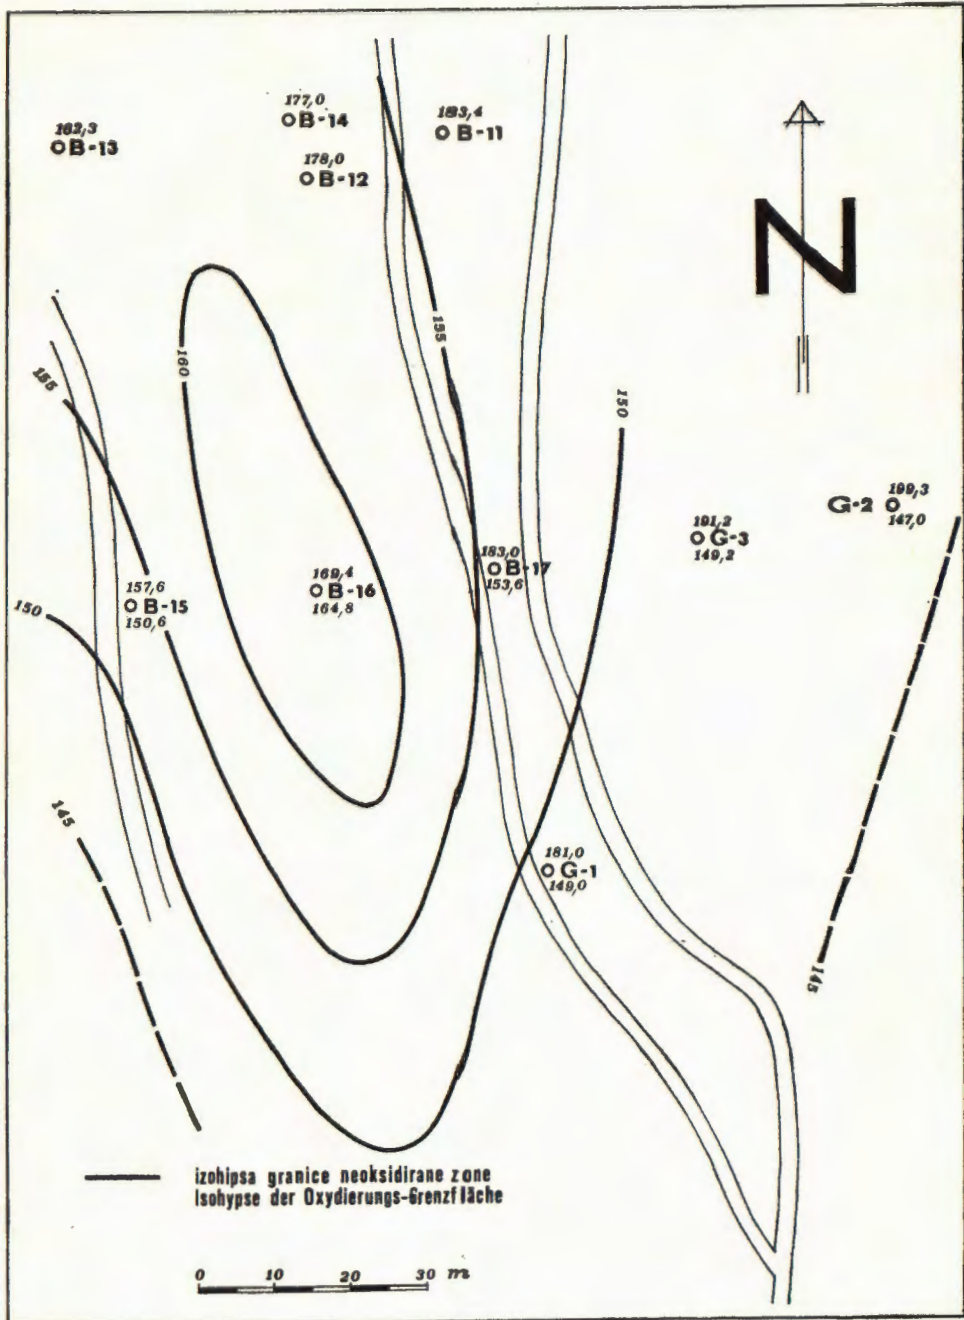 177,0
B-14
183,4
B-11
162,3
B-13
178,0
B-12
N
155
160
155
150
199,3
G-2
147,0
191,2
G-3
149,2
183,0
B-17
153,6
169,4
B-16
164,8
157,6
B-15
150,6
150
145
181,0
G-1
149,0
145
izohipsa granice neoksidirane zone
Isohypse der Oxydierungs-Grenzfläche
0 10 20 30 m